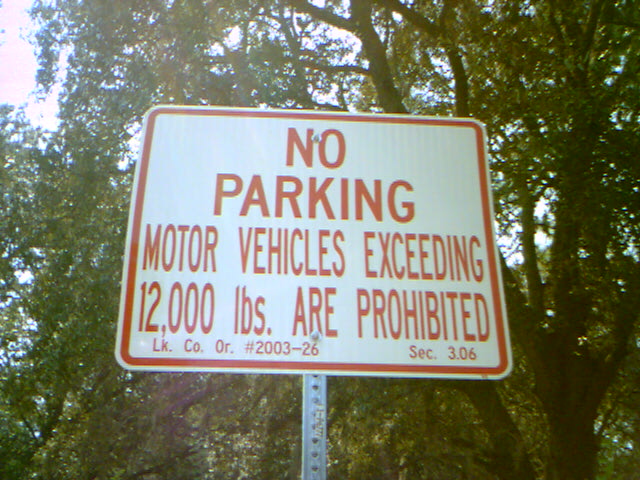 NO
PARKING
MOTOR VEHICLES EXCEEDING
12,000 lbs. ARE PROHIBITED
Lk. Co. Or. #2003-26 Sec. 3.06